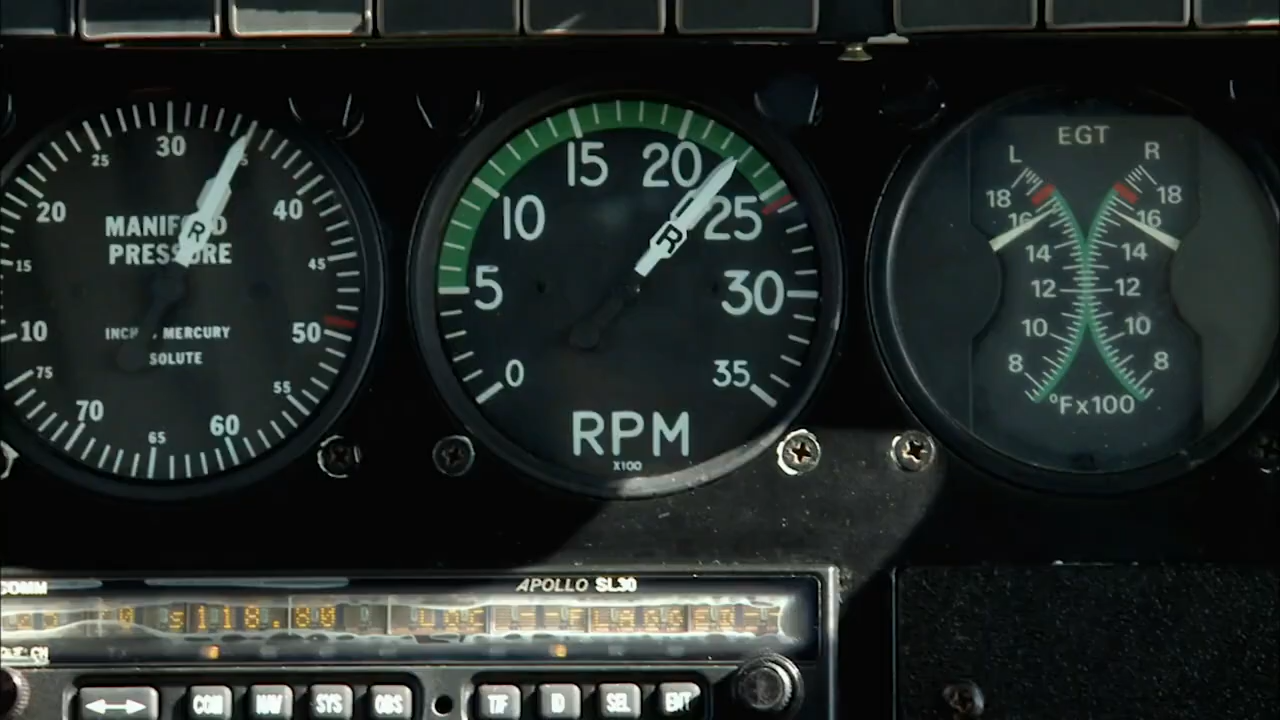 10
15
20
25
30
40
45
50
55
60
65
70
75
MANIFOLD
PRESSURE
R
MERCURY
SOLUTE
0
5
10
15
20
25
30
35
R
RPM
X100
EGT
L R
18 18
16 16
14 14
12 12
10 10
8 8
°Fx100
COMM
APOLLO SL30
118.80
COM NAV SYS OBS T/F ID SEL ENT